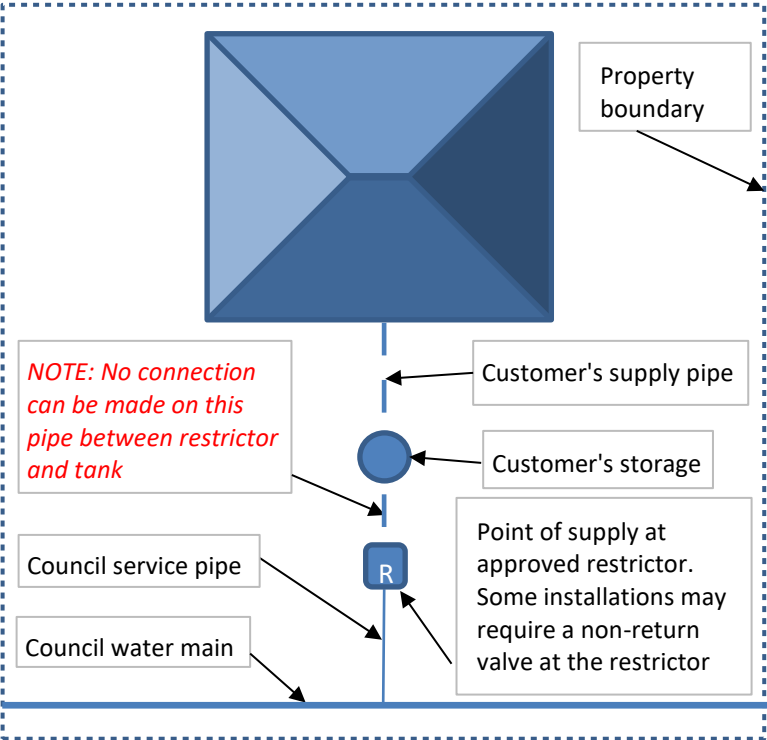 Property
boundary
NOTE: No connection
can be made on this
pipe between restrictor
and tank
Customer's supply pipe
Customer's storage
Point of supply at
approved restrictor.
Some installations may
require a non-return
valve at the restrictor
Council service pipe
R
Council water main